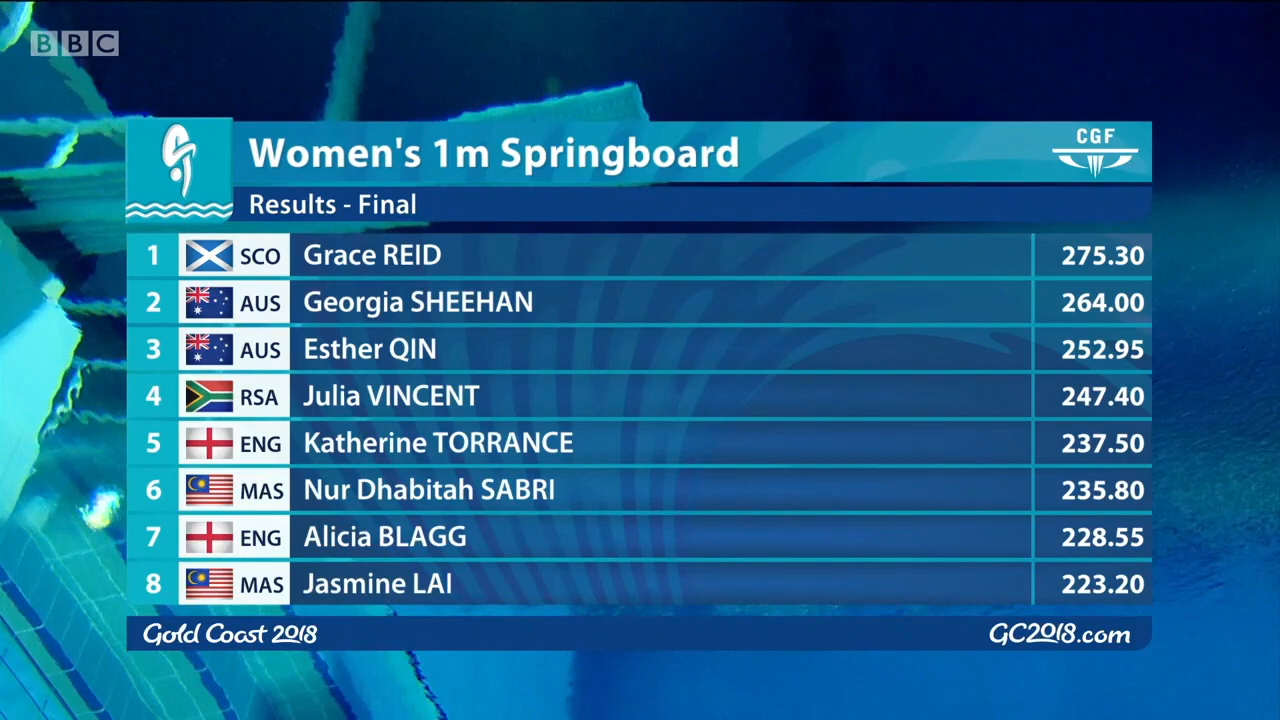 BBC
Women's 1m Springboard
CGF
Results - Final
1 SCO Grace REID 275.30
2 AUS Georgia SHEEHAN 264.00
3 AUS Esther QIN 252.95
4 RSA Julia VINCENT 247.40
5 ENG Katherine TORRANCE 237.50
6 MAS Nur Dhabitah SABRI 235.80
7 ENG Alicia BLAGG 228.55
8 MAS Jasmine LAI 223.20
Gold Coast 2018
GC2018.com